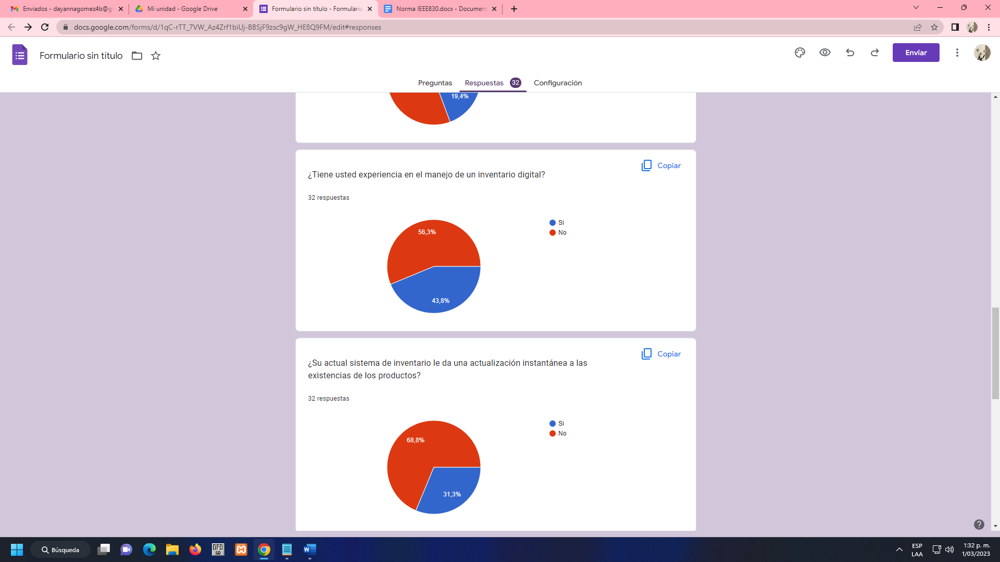 Enviados - dayannagomez4b@g
Mi unidad - Google Drive
Formulario sin título - Formulario
Norma IEEE830.docx - Document
docs.google.com/forms/d/1qC-rTT_7VW_Az4Zrf1biUj-BBSjF9zsc9gW_HE8Q9FM/edit#responses
Formulario sin título
Enviar
Preguntas
Respuestas 32
Configuración
19,4%
Copiar
¿Tiene usted experiencia en el manejo de un inventario digital?
32 respuestas
Si
No
56,3%
43,8%
Copiar
¿Su actual sistema de inventario le da una actualización instantánea a las
existencias de los productos?
32 respuestas
Si
No
68,8%
31,3%
Búsqueda
ESP
LAA
1:32 p. m.
1/03/2023